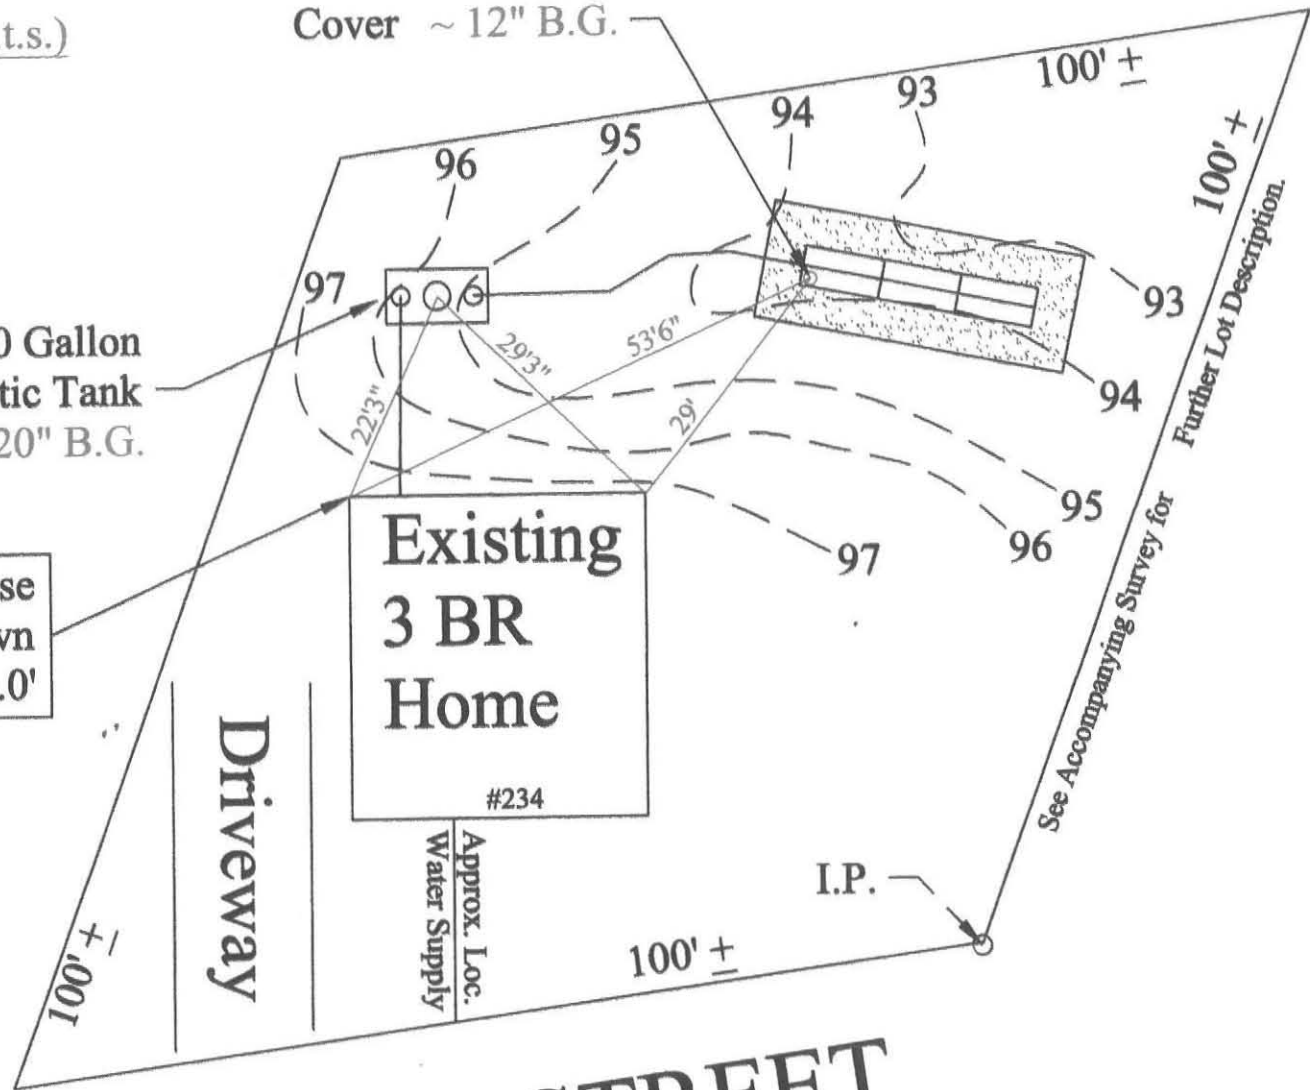 t.s.)
Cover ~ 12" B.G.
100' ±
100' ±
93
94
95
96
97
93
94
95
96
97
0 Gallon
tic Tank
20" B.G.
22'3"
29'3"
53'6"
29'
se
wn
.0'
Existing
3 BR
Home
#234
Driveway
Approx. Loc.
Water Supply
I.P.
100' ±
100' ±
See Accompanying Survey for Further Lot Description.
STREET